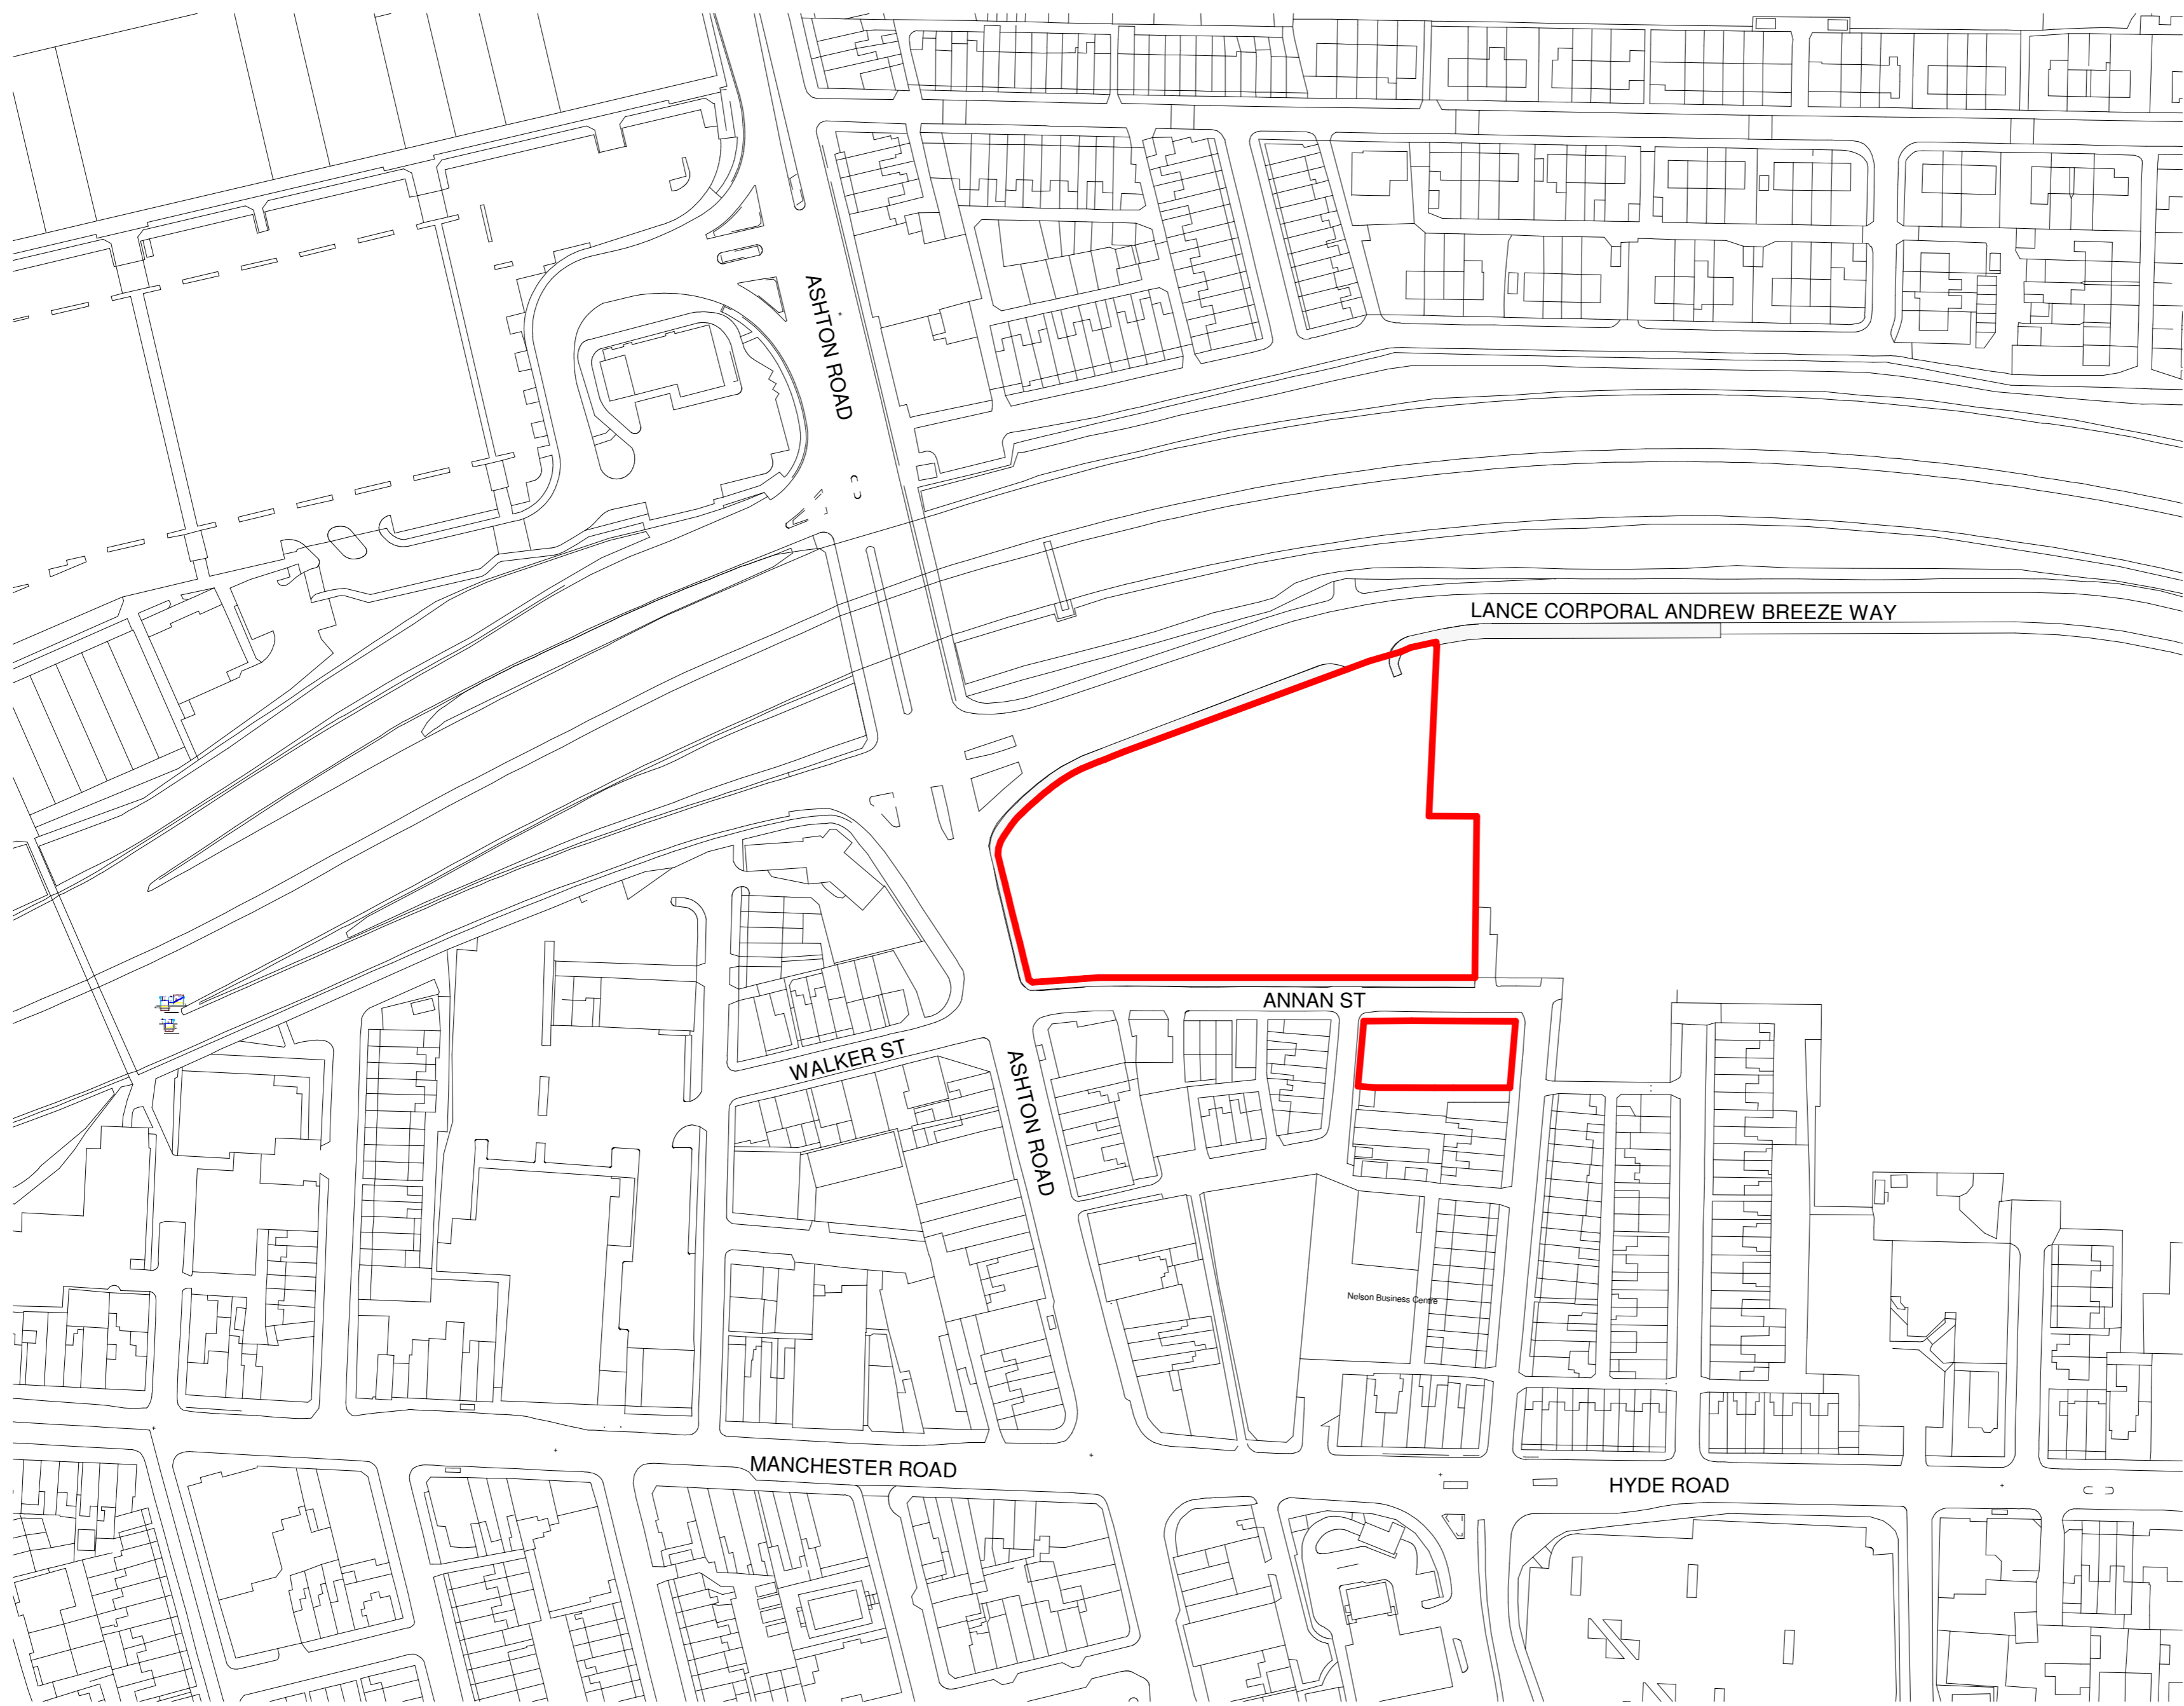 ASHTON ROAD
LANCE CORPORAL ANDREW BREEZE WAY
ANNAN ST
WALKER ST
ASHTON ROAD
Nelson Business Centre
MANCHESTER ROAD
HYDE ROAD